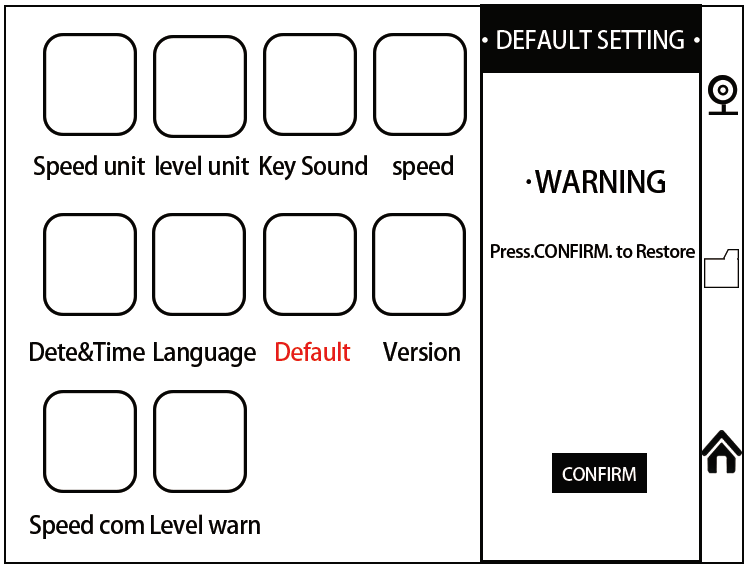 Speed unit level unit Key Sound speed
Dete&Time Language Default Version
Speed com Level warn
· DEFAULT SETTING ·
·WARNING
Press.CONFIRM. to Restore
CONFIRM